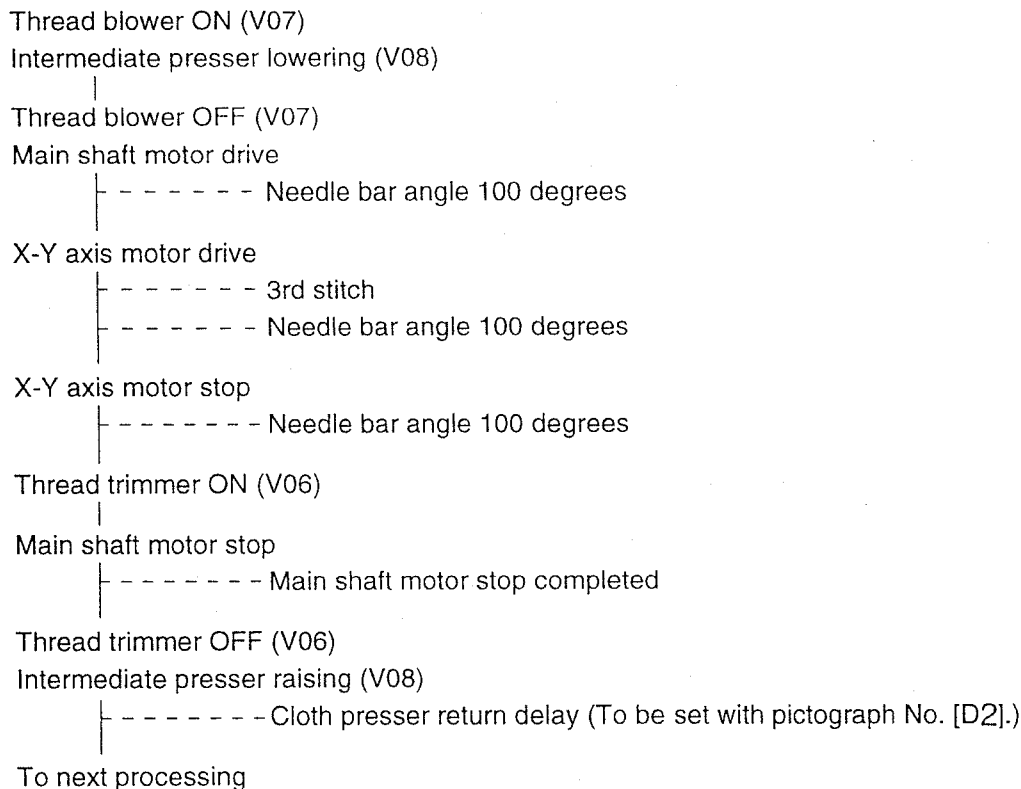 Thread blower ON (V07)
Intermediate presser lowering (V08)
Thread blower OFF (V07)
Main shaft motor drive
Needle bar angle 100 degrees
X-Y axis motor drive
3rd stitch
Needle bar angle 100 degrees
X-Y axis motor stop
Needle bar angle 100 degrees
Thread trimmer ON (V06)
Main shaft motor stop
Main shaft motor stop completed
Thread trimmer OFF (V06)
Intermediate presser raising (V08)
Cloth presser return delay (To be set with pictograph No. [D2].)
To next processing